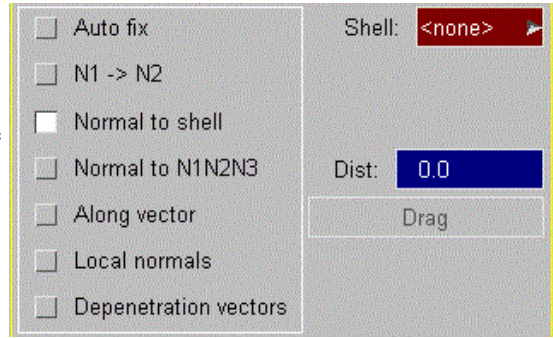 Auto fix
Shell: <none>
N1 -> N2
Normal to shell
Normal to N1N2N3
Dist: 0.0
Along vector
Drag
Local normals
Depenetration vectors